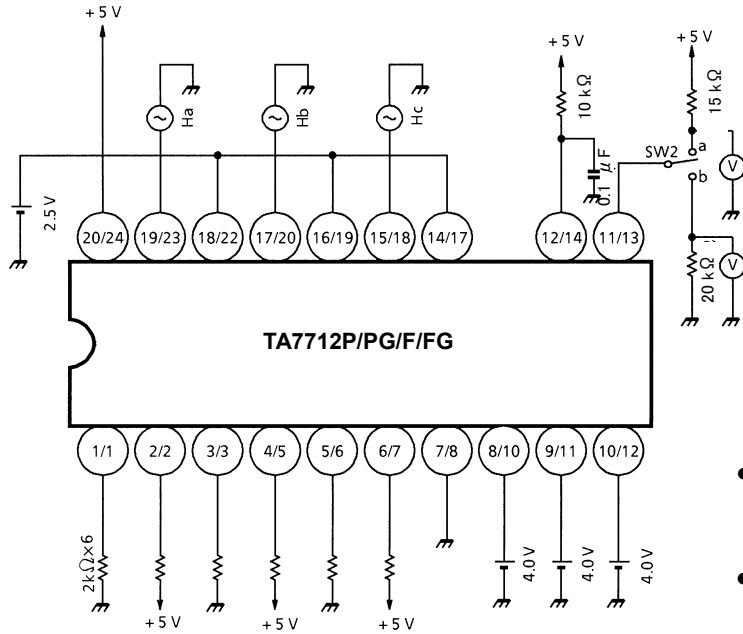 + 5 V
+ 5 V
+ 5 V
Ha
Hb
Hc
10 kΩ
15 kΩ
0.1 μF
SW2
a
b
V
2.5 V
20/24
19/23
18/22
17/20
16/19
15/18
14/17
12/14
11/13
20 kΩ
V
TA7712P/PG/F/FG
1/1
2/2
3/3
4/5
5/6
6/7
7/8
8/10
9/11
10/12
2kΩ×6
4.0 V
4.0 V
4.0 V
+ 5 V
+ 5 V
+ 5 V